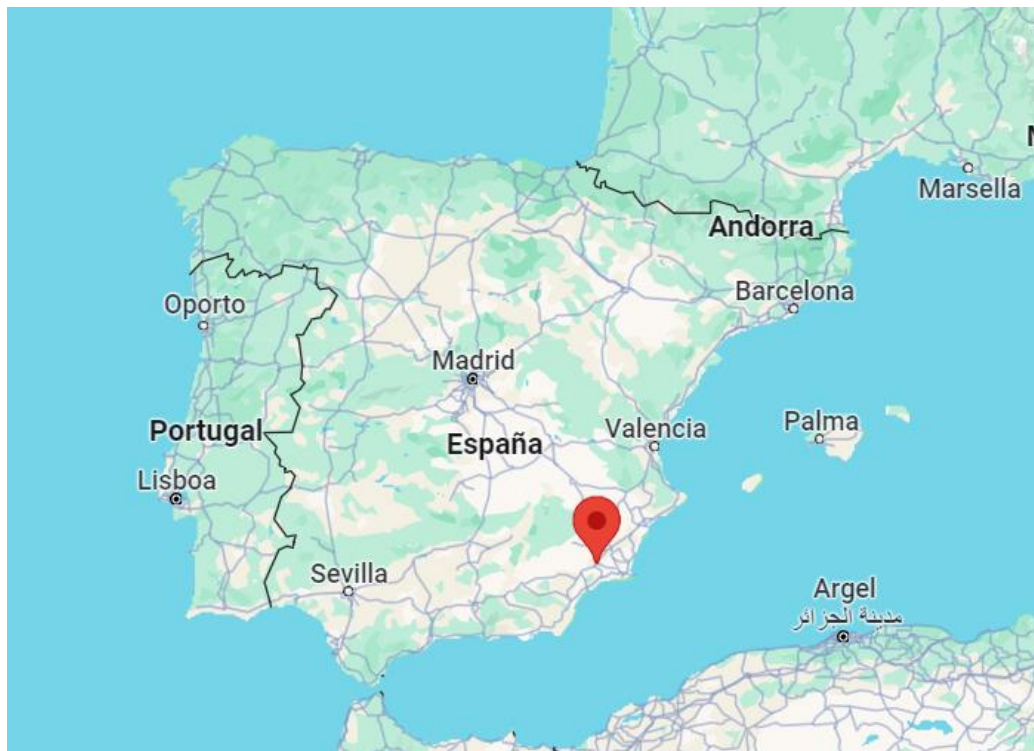 Marsella
Andorra
Barcelona
Oporto
Madrid
Portugal
España
Valencia
Palma
Lisboa
Sevilla
Argel
مدينة الجزائر